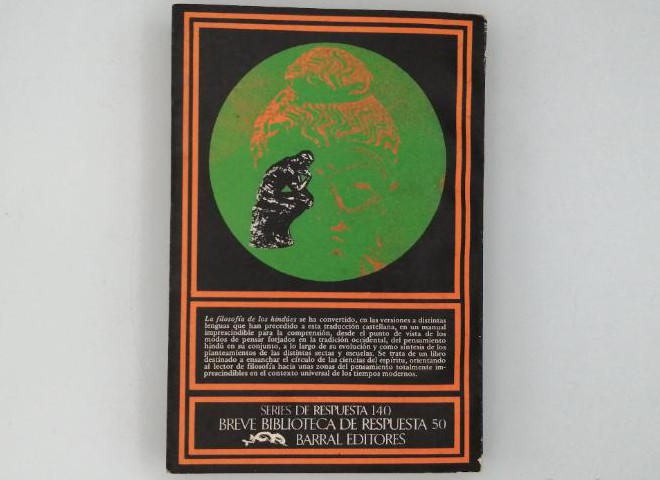 La filosofía de los hindúes se ha convertido, en las versiones a distintas
lenguas que han precedido a esta traducción castellana, en un manual
imprescindible para la comprensión, desde el punto de vista de los
modos de pensar forjados en la tradición occidental, del pensamiento
hindú en su conjunto, a lo largo de su evolución y como síntesis de los
planteamientos de las distintas sectas y escuelas. Se trata de un libro
destinado a ensanchar el círculo de las ciencias del espíritu, orientando
al lector de filosofía hacia unas zonas del pensamiento totalmente im-
prescindibles en el contexto universal de los tiempos modernos.
SERIES DE RESPUESTA 140
BREVE BIBLIOTECA DE RESPUESTA 50
BARRAL EDITORES